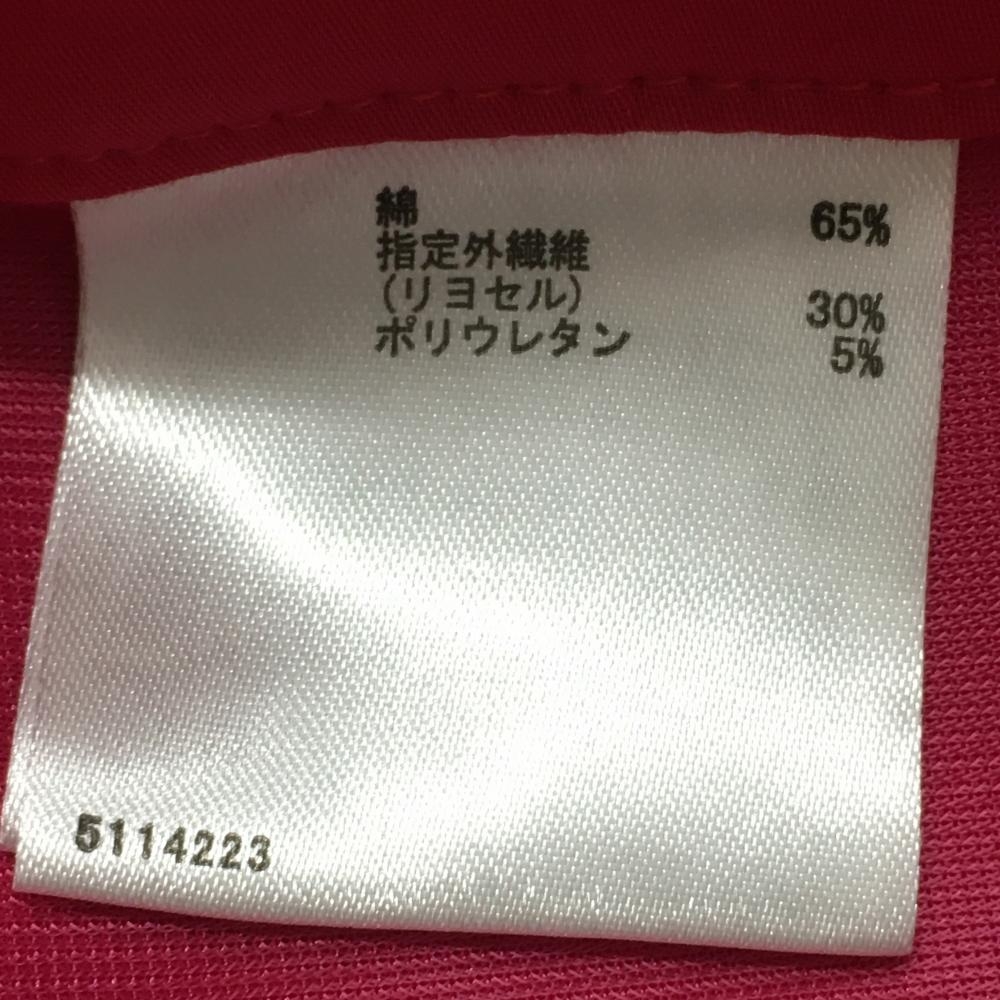 綿 65%
指定外繊維
(リヨセル) 30%
ポリウレタン 5%
5114223